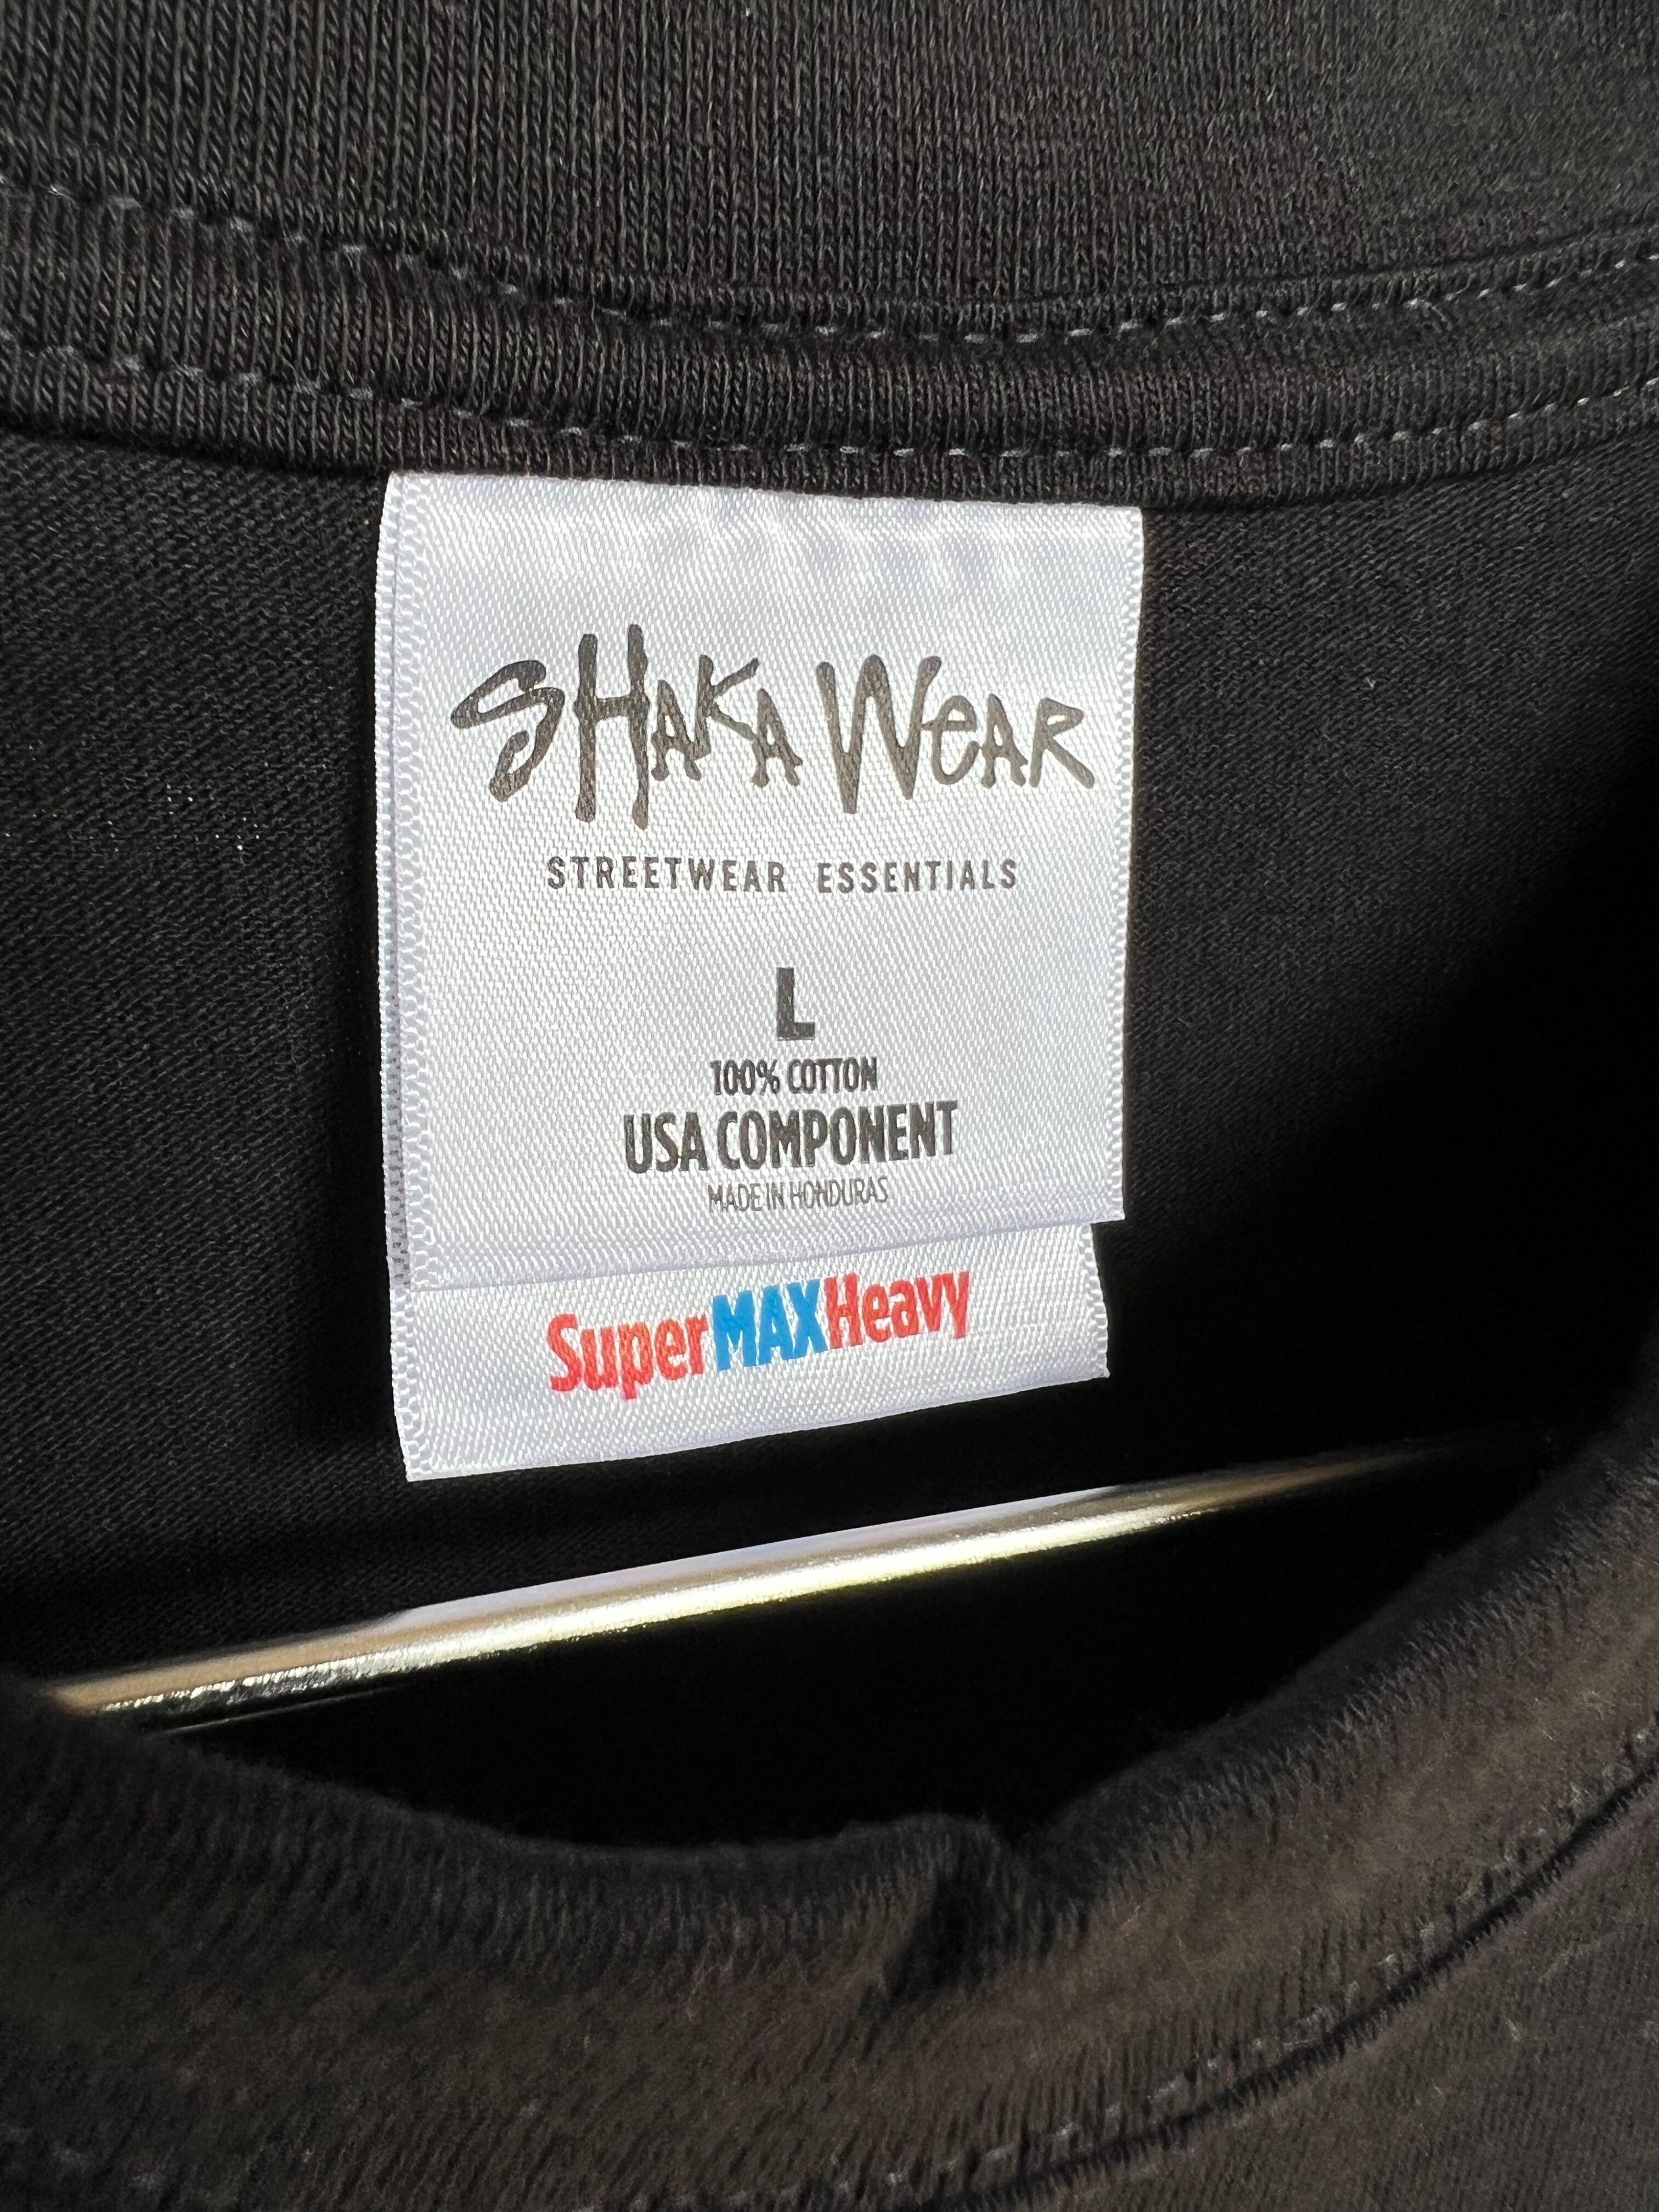 SHAKA WEAR
STREETWEAR ESSENTIALS
L
100% COTTON
USA COMPONENT
MADE IN HONDURAS
SuperMAXHeavy